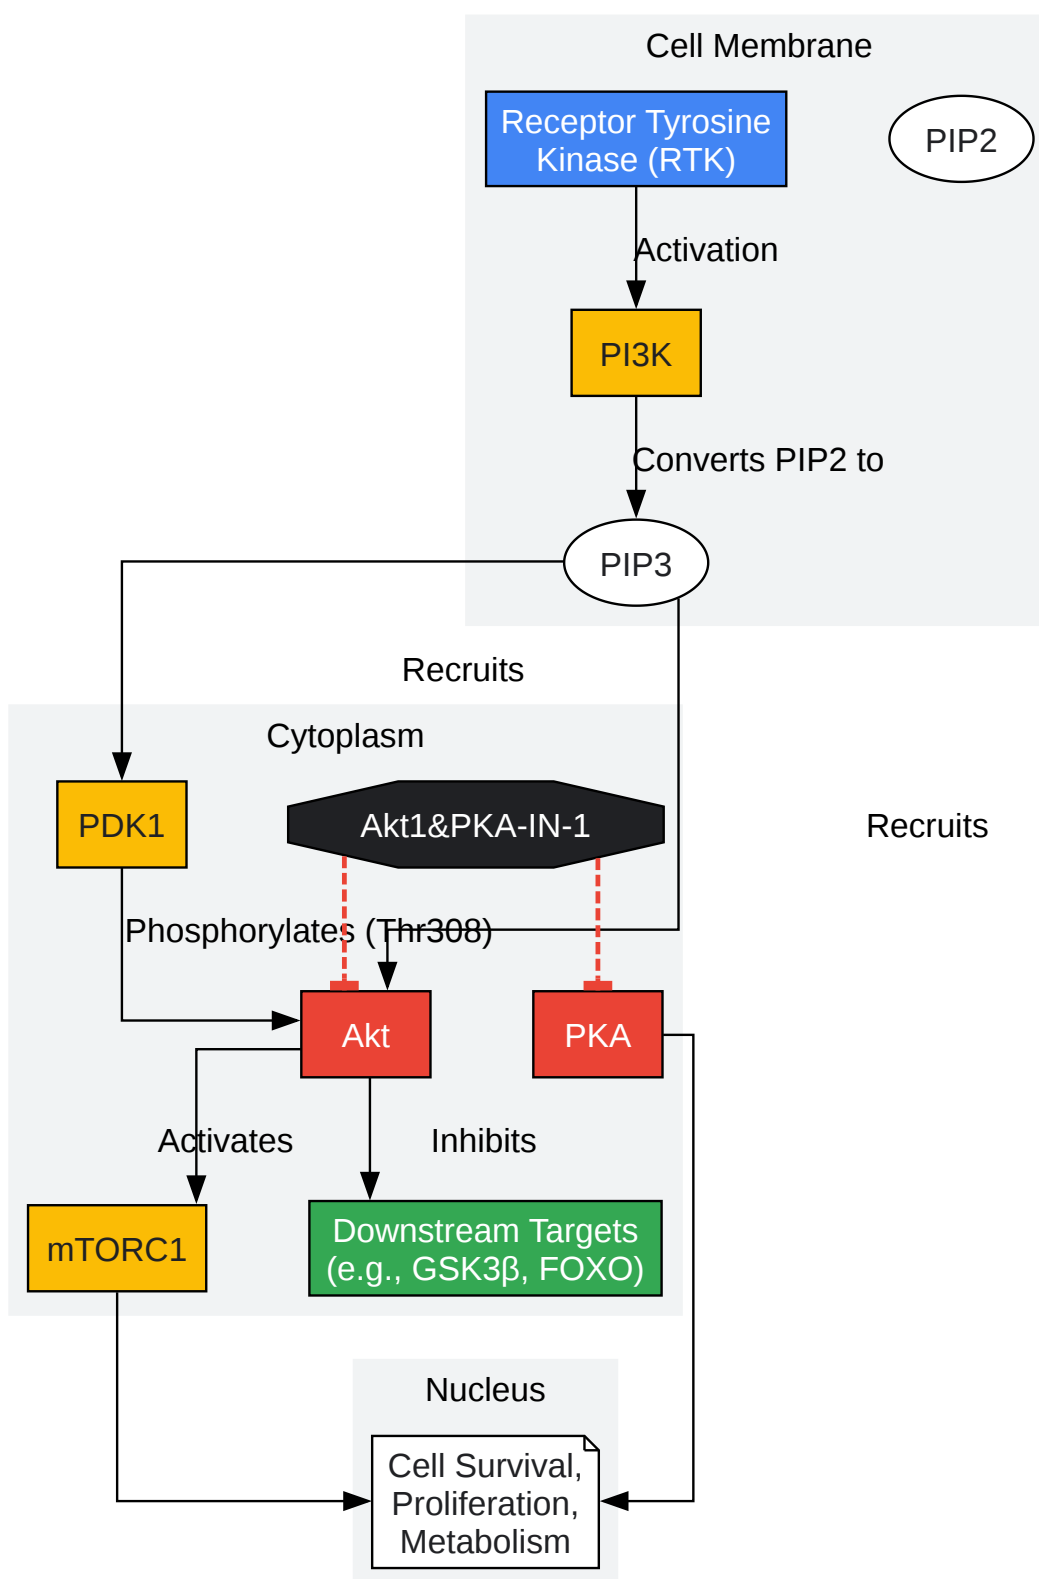 Cell Membrane
Receptor Tyrosine
Kinase (RTK)
PIP2
Activation
PI3K
Converts PIP2 to
PIP3
Recruits
Cytoplasm
PDK1
Akt1&PKA-IN-1
Recruits
Phosphorylates (Thr308)
Akt
PKA
Activates
Inhibits
mTORC1
Downstream Targets
(e.g., GSK3β, FOXO)
Nucleus
Cell Survival,
Proliferation,
Metabolism